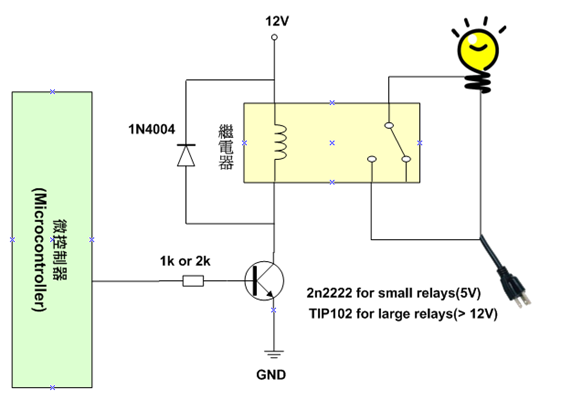 12V
1N4004
繼電器
微控制器
(Microcontroller)
1k or 2k
2n2222 for small relays(5V)
TIP102 for large relays(> 12V)
GND